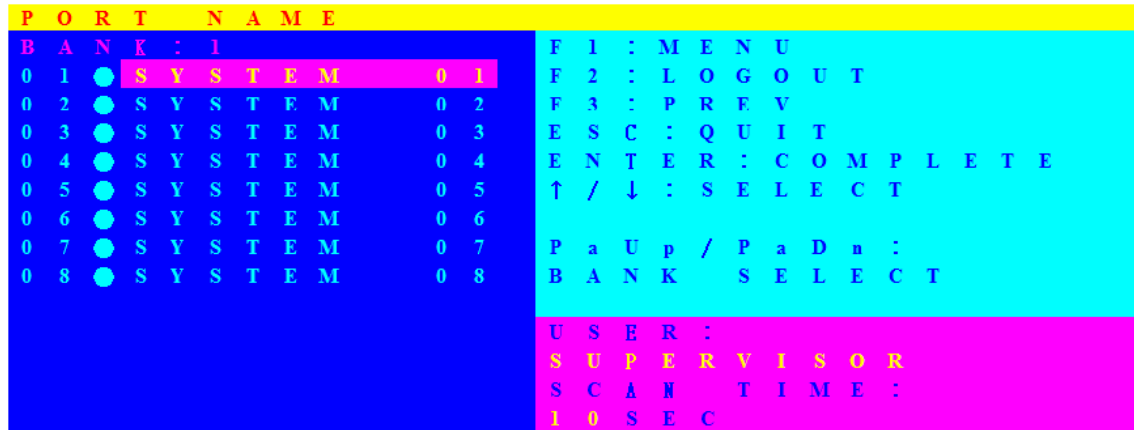 PORT NAME
BANK:1
01 ● SYSTEM 01
02 ● SYSTEM 02
03 ● SYSTEM 03
04 ● SYSTEM 04
05 ● SYSTEM 05
06 ● SYSTEM 06
07 ● SYSTEM 07
08 ● SYSTEM 08
F1:MENU
F2:LOGOUT
F3:PREV
ESC:QUIT
ENTER:COMPLETE
↑/↓:SELECT
PaUp/PaDn:
BANK SELECT
USER:
SUPERVISOR
SCAN TIME:
10SEC